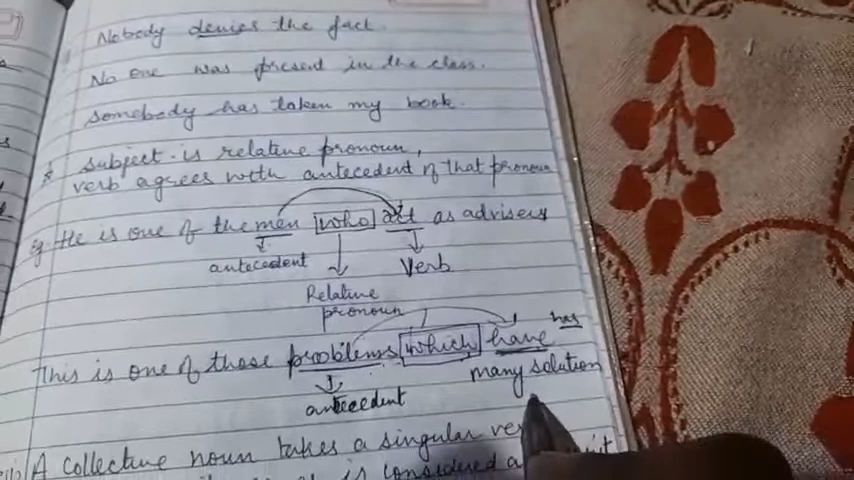 Nobody denies the fact.
No one was present in the class.
Somebody has taken my book.
Subject is relative pronoun,
verb agrees with antecedent of that pronoun
Eg. He is one of the men who act as advisers
antecedent
Verb
Relative
pronoun
has
This is one of those problems which have
many solution
antecedent
A collective noun takes a singular
is considered a